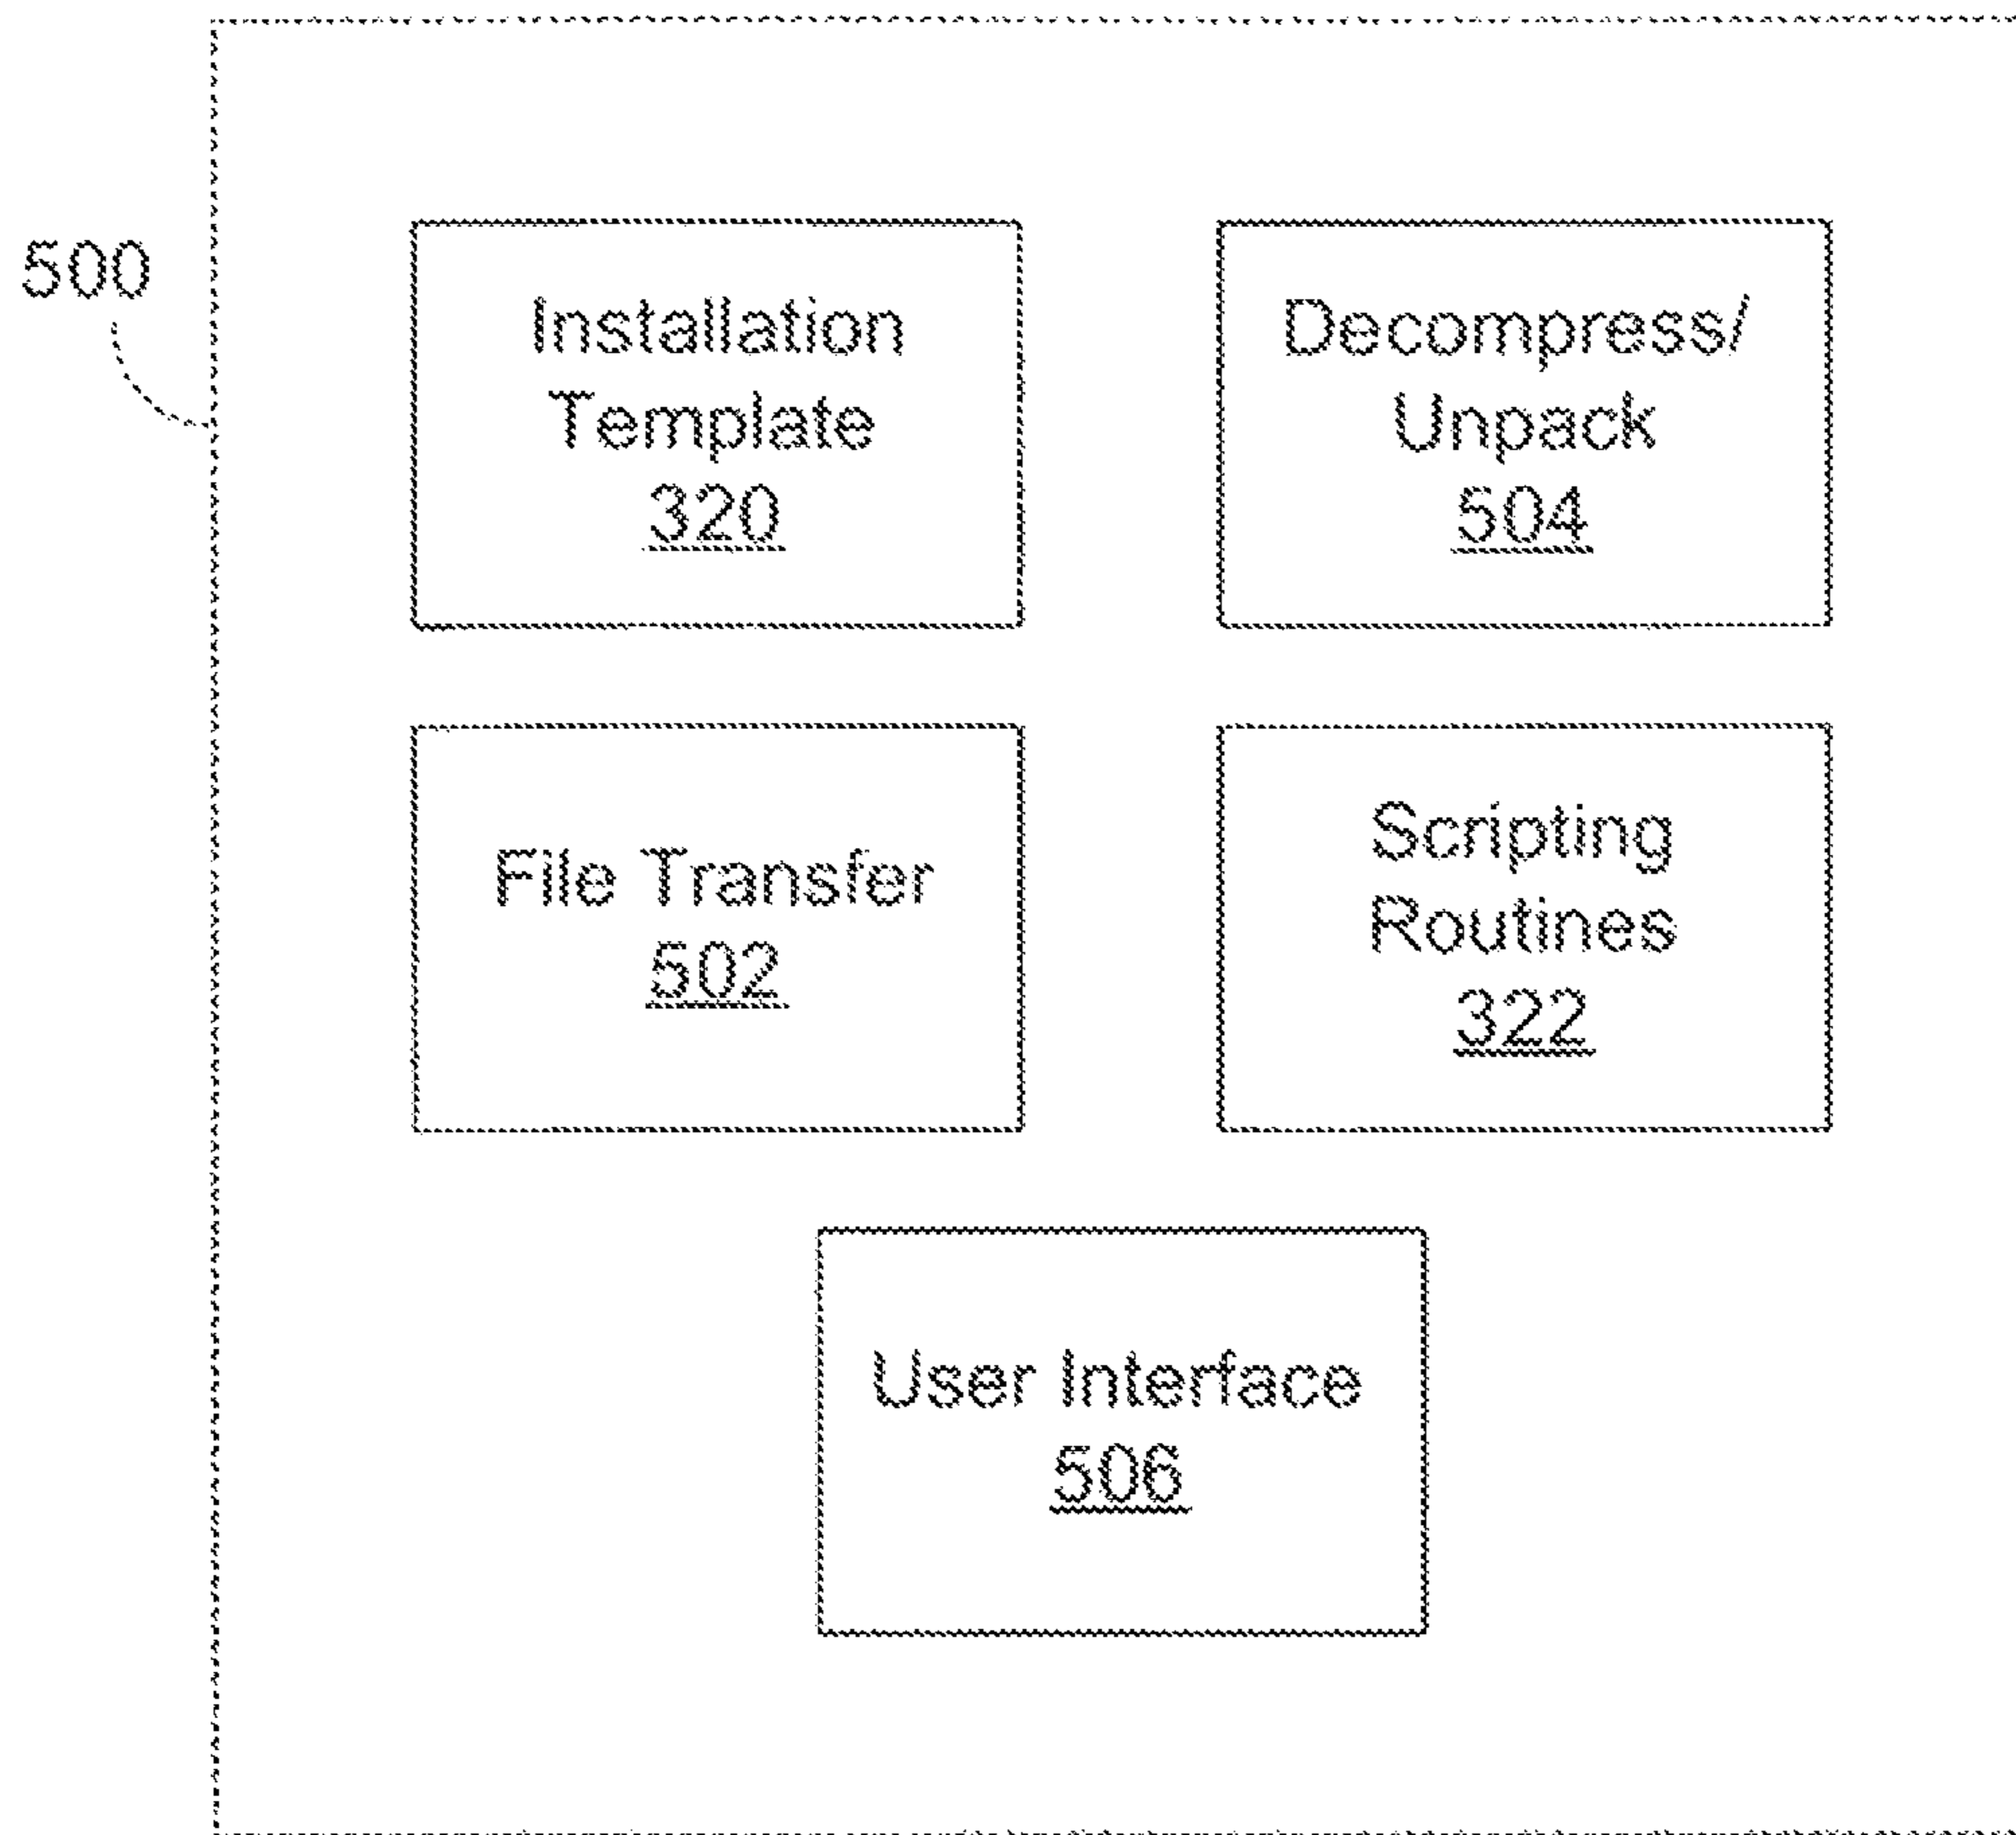 500
Installation
Template
320
Decompress/
Unpack
504
File Transfer
502
Scripting
Routines
322
User Interface
506